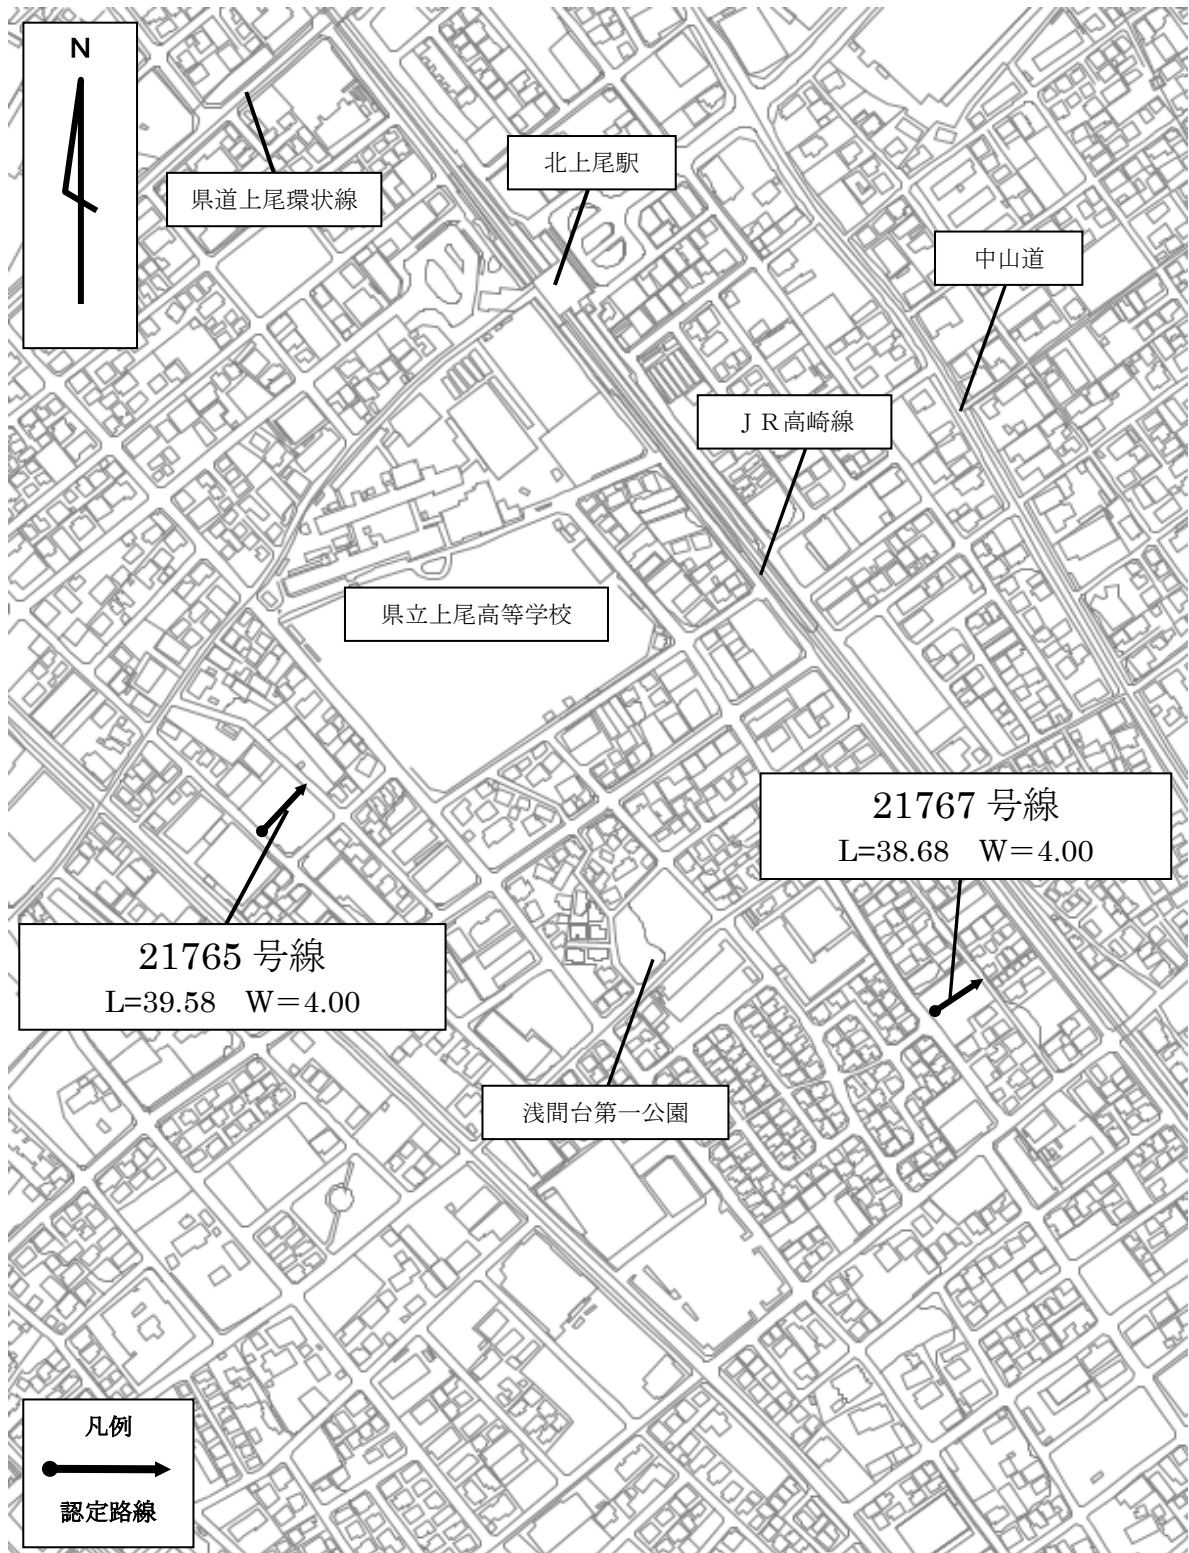 N
県道上尾環状線
北上尾駅
中山道
ＪＲ高崎線
県立上尾高等学校
21767 号線
L=38.68　W＝4.00
21765 号線
L=39.58　W＝4.00
浅間台第一公園
凡例
認定路線